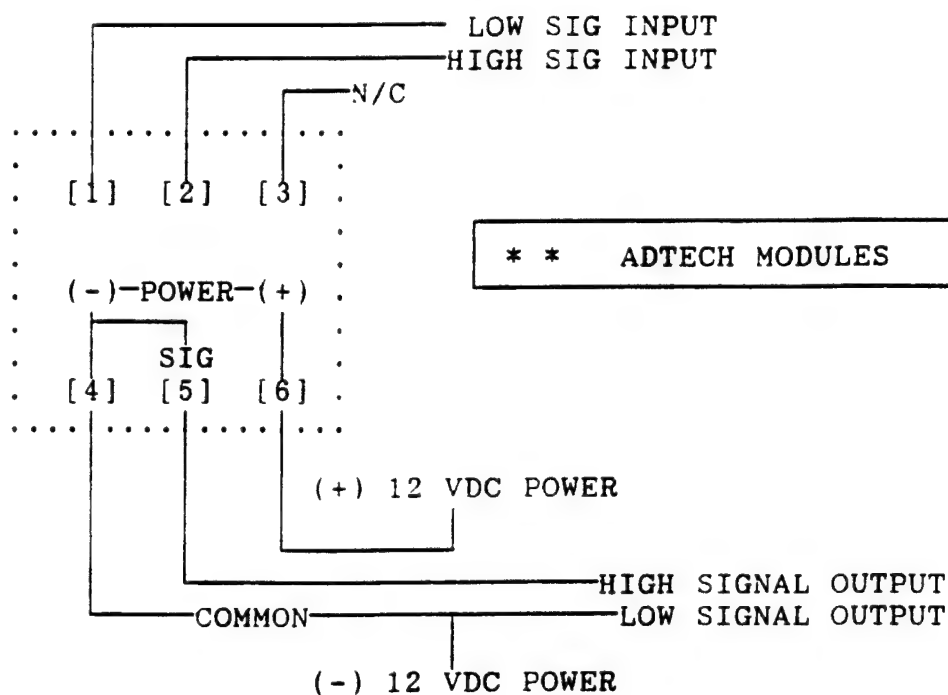 LOW SIG INPUT
HIGH SIG INPUT
N/C
[1] [2] [3]
* * ADTECH MODULES
(-)-POWER-(+)
SIG
[4] [5] [6]
(+) 12 VDC POWER
HIGH SIGNAL OUTPUT
COMMON LOW SIGNAL OUTPUT
(-) 12 VDC POWER